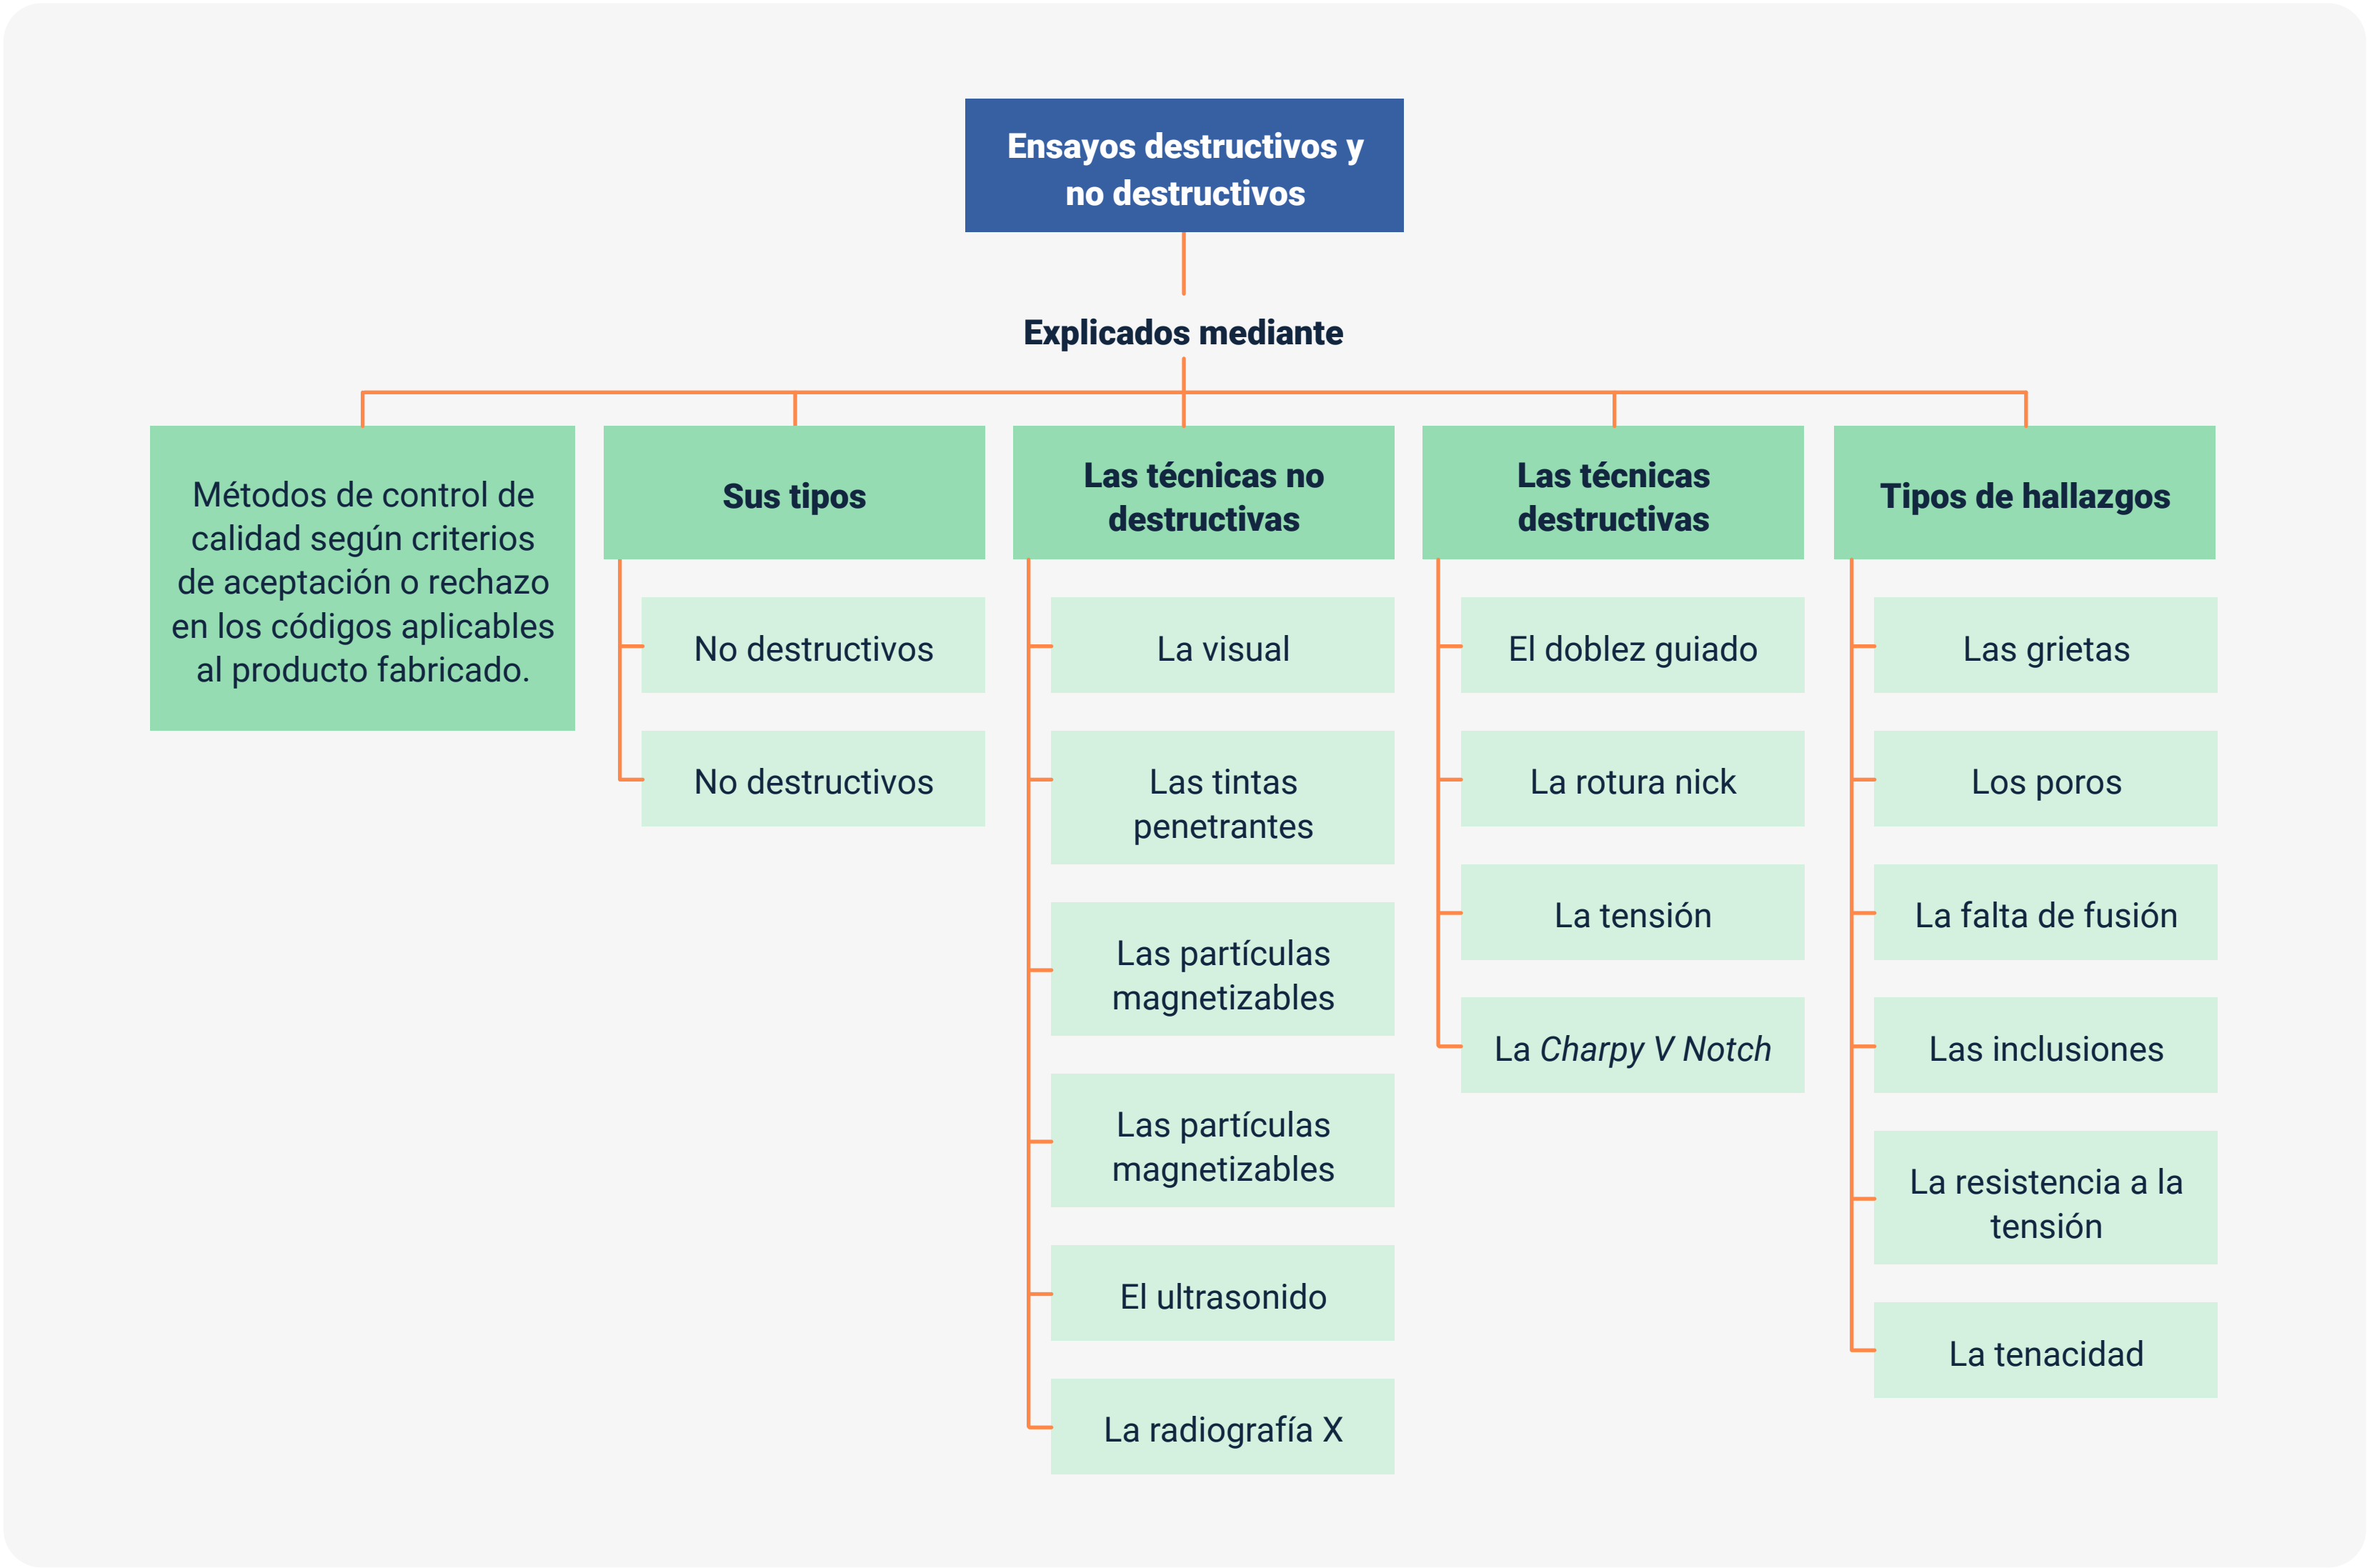 Ensayos destructivos y
no destructivos
Explicados mediante
Métodos de control de
calidad según criterios
de aceptación o rechazo
en los códigos aplicables
al producto fabricado.
Sus tipos
No destructivos
No destructivos
Las técnicas no
destructivas
La visual
Las tintas
penetrantes
Las partículas
magnetizables
Las partículas
magnetizables
El ultrasonido
La radiografía X
Las técnicas
destructivas
El doblez guiado
La rotura nick
La tensión
La Charpy V Notch
Tipos de hallazgos
Las grietas
Los poros
La falta de fusión
Las inclusiones
La resistencia a la
tensión
La tenacidad